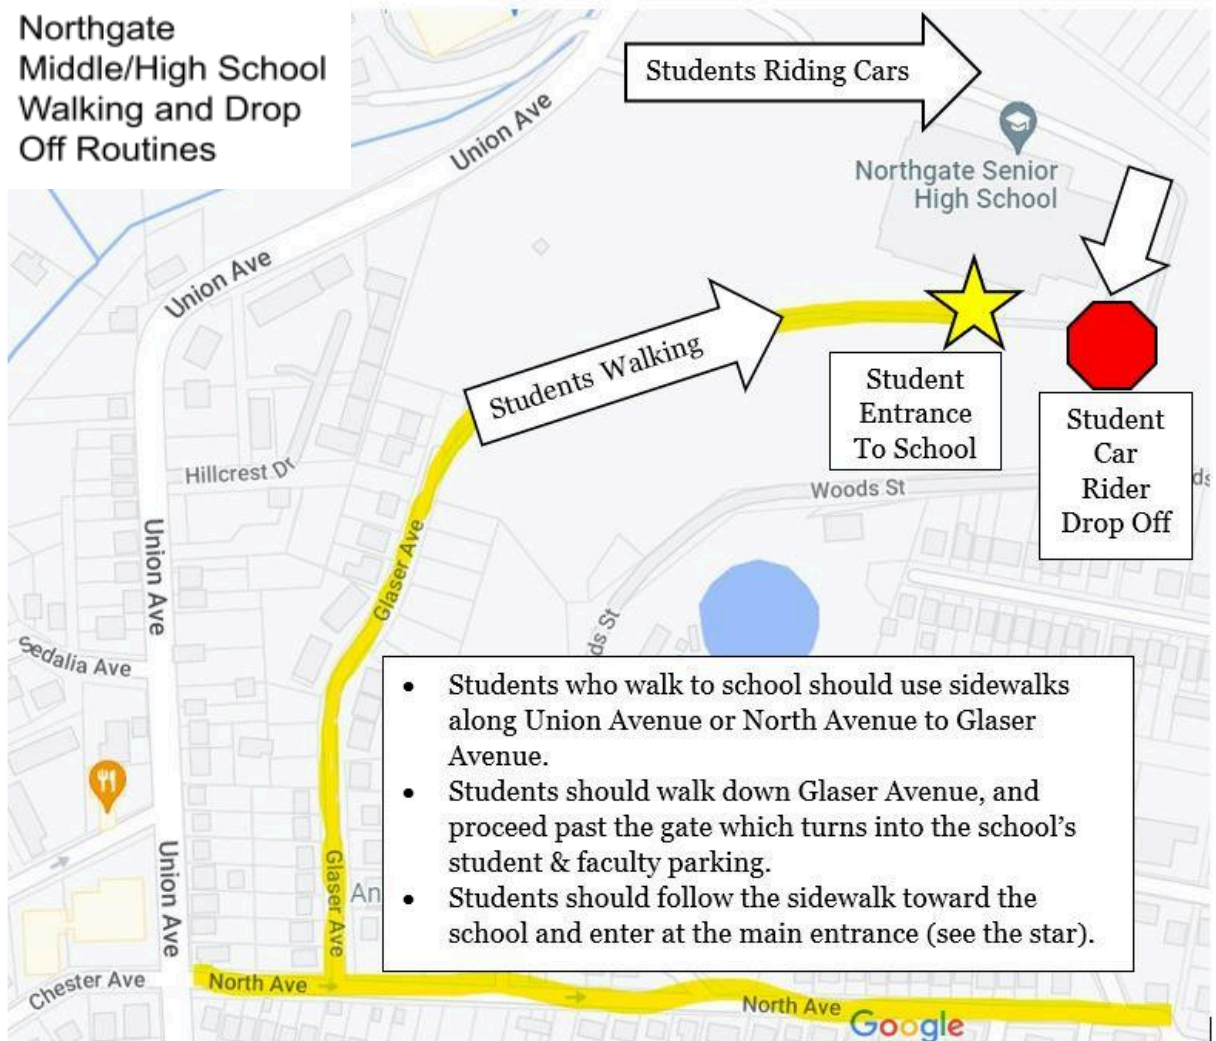 Northgate
Middle/High School
Walking and Drop
Off Routines
Students Riding Cars
Union Ave
Northgate Senior
High School
Union Ave
Students Walking
Student
Entrance
To School
Student
Car
Rider
Drop Off
Hillcrest Dr
Woods St
ds
Union Ave
Glaser Ave
ds St
Sedalia Ave
• Students who walk to school should use sidewalks
along Union Avenue or North Avenue to Glaser
Avenue.
• Students should walk down Glaser Avenue, and
proceed past the gate which turns into the school's
student & faculty parking.
• Students should follow the sidewalk toward the
school and enter at the main entrance (see the star).
Union Ave
Glaser Ave
An
Chester Ave
North Ave
North Ave
Google